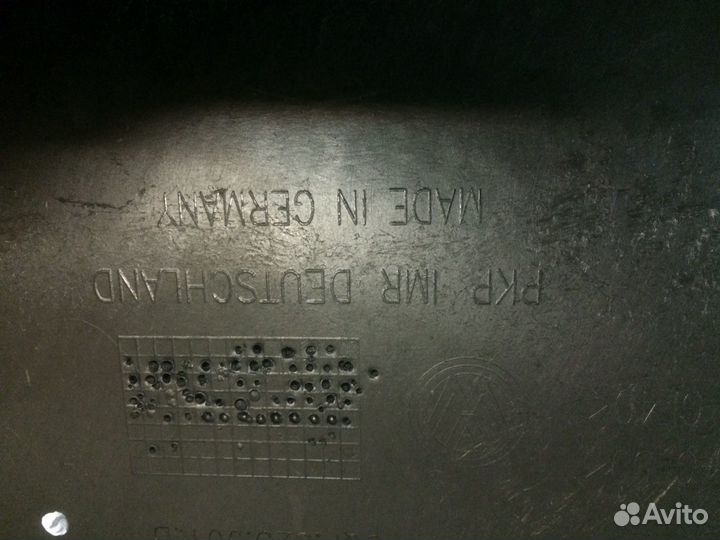 PKP IMR DEUTSCHLAND
MADE IN GERMANY
Avito